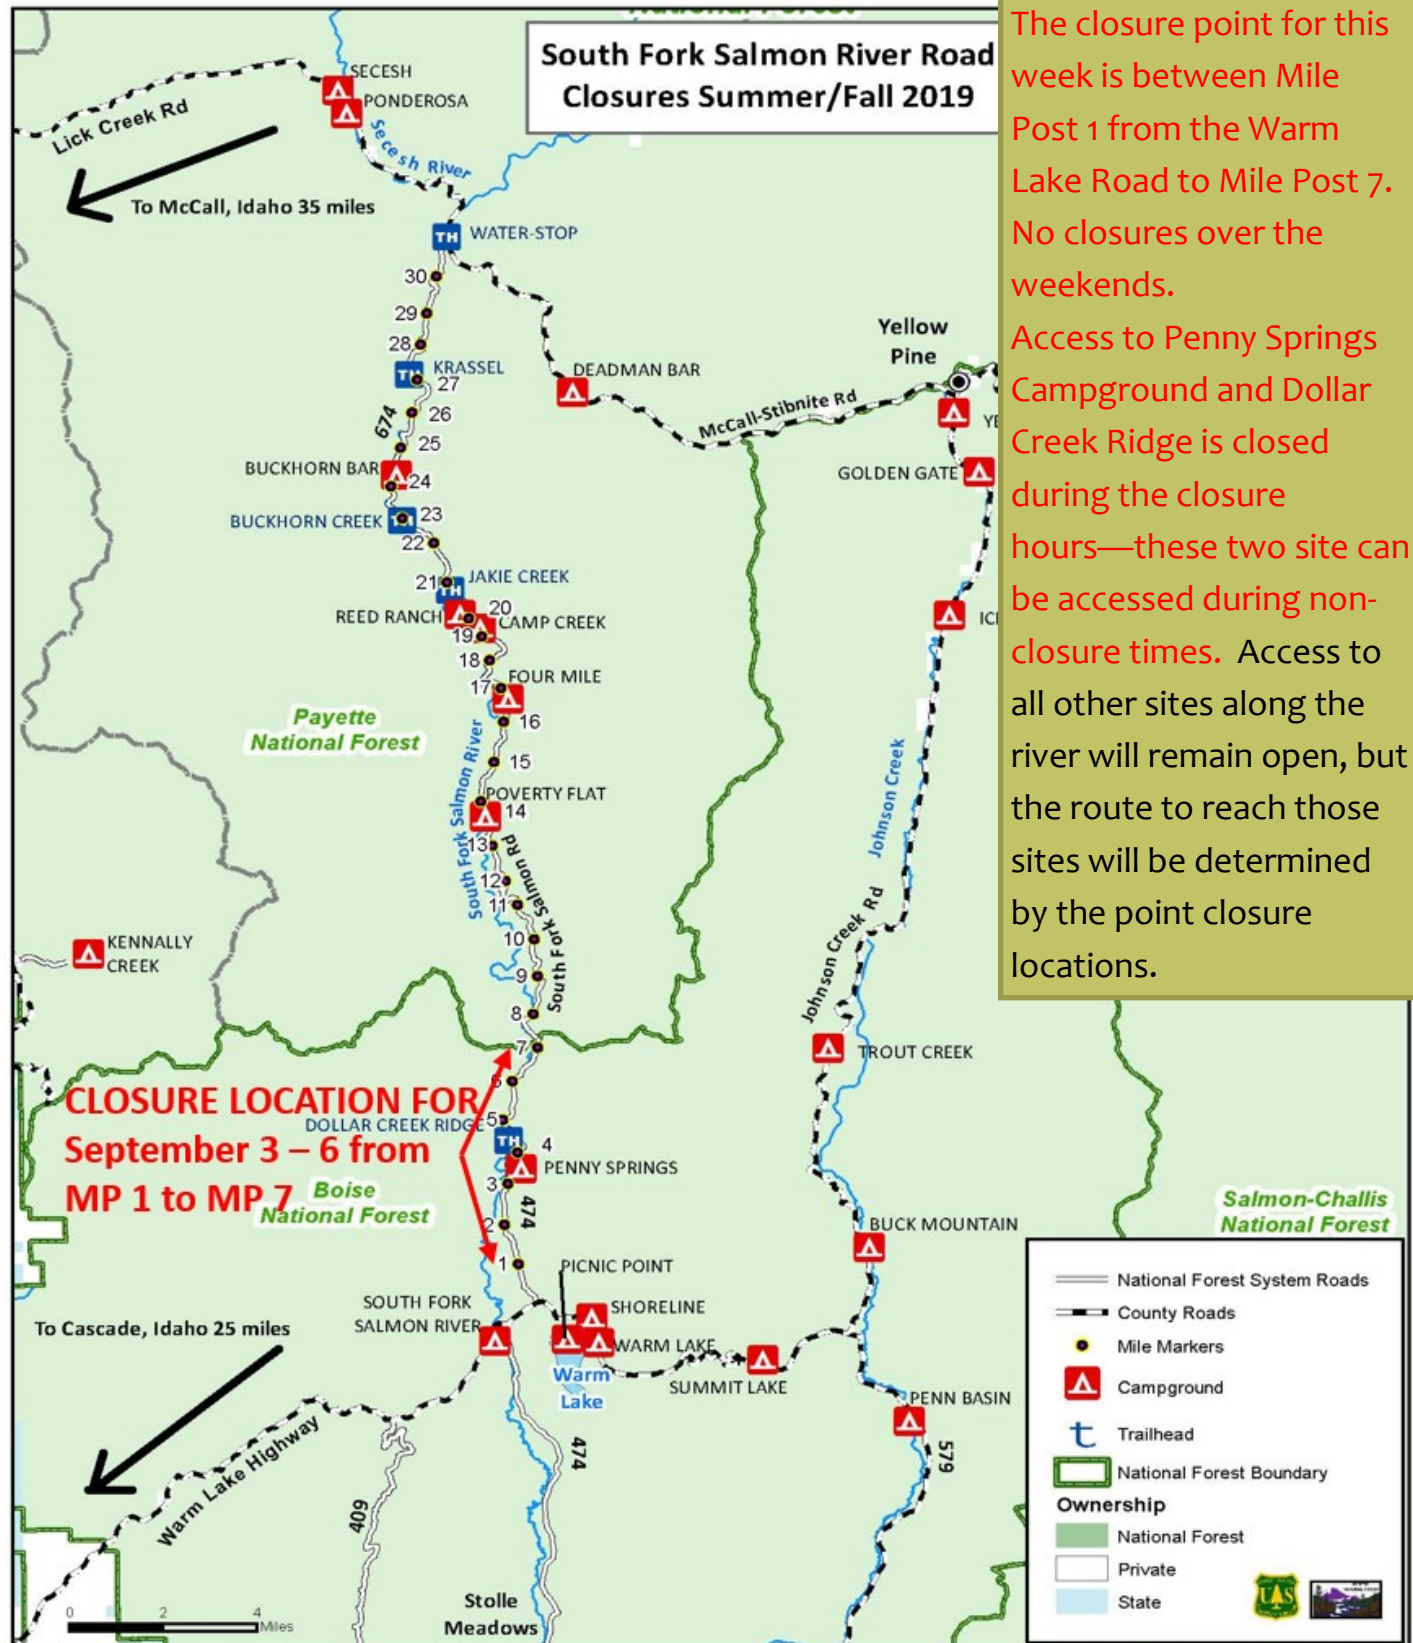 National Forest
South Fork Salmon River Road
Closures Summer/Fall 2019
The closure point for this
week is between Mile
Post 1 from the Warm
Lake Road to Mile Post 7.
No closures over the
weekends.
Access to Penny Springs
Campground and Dollar
Creek Ridge is closed
during the closure
hours—these two site can
be accessed during non-
closure times. Access to
all other sites along the
river will remain open, but
the route to reach those
sites will be determined
by the point closure
locations.
SECESH
PONDEROSA
Lick Creek Rd
Secesh River
To McCall, Idaho 35 miles
TH
WATER-STOP
30
29
28
Yellow
Pine
TH
KRASSEL
27
DEADMAN BAR
26
McCall-Stibnite Rd
YE
674
25
BUCKHORN BAR
24
GOLDEN GATE
BUCKHORN CREEK
TH
23
22
21
TH
JAKIE CREEK
REED RANCH
20
CAMP CREEK
19
ICE
18
17
FOUR MILE
16
Payette
National Forest
South Fork Salmon River
15
Johnson Creek
POVERTY FLAT
14
13
South Fork Salmon Rd
12
11
10
KENNALLY
CREEK
9
Johnson Creek Rd
8
7
TROUT CREEK
6
CLOSURE LOCATION FOR
September 3 – 6 from
MP 1 to MP 7
5
DOLLAR CREEK RIDGE
TH
4
PENNY SPRINGS
3
474
Boise
National Forest
2
1
Salmon-Challis
National Forest
BUCK MOUNTAIN
PICNIC POINT
SOUTH FORK
SALMON RIVER
SHORELINE
To Cascade, Idaho 25 miles
WARM LAKE
Warm
Lake
SUMMIT LAKE
PENN BASIN
Warm Lake Highway
409
474
579
Stolle
Meadows
0 2 4
Miles
National Forest System Roads
County Roads
Mile Markers
Campground
t
Trailhead
National Forest Boundary
Ownership
National Forest
Private
State
UAS